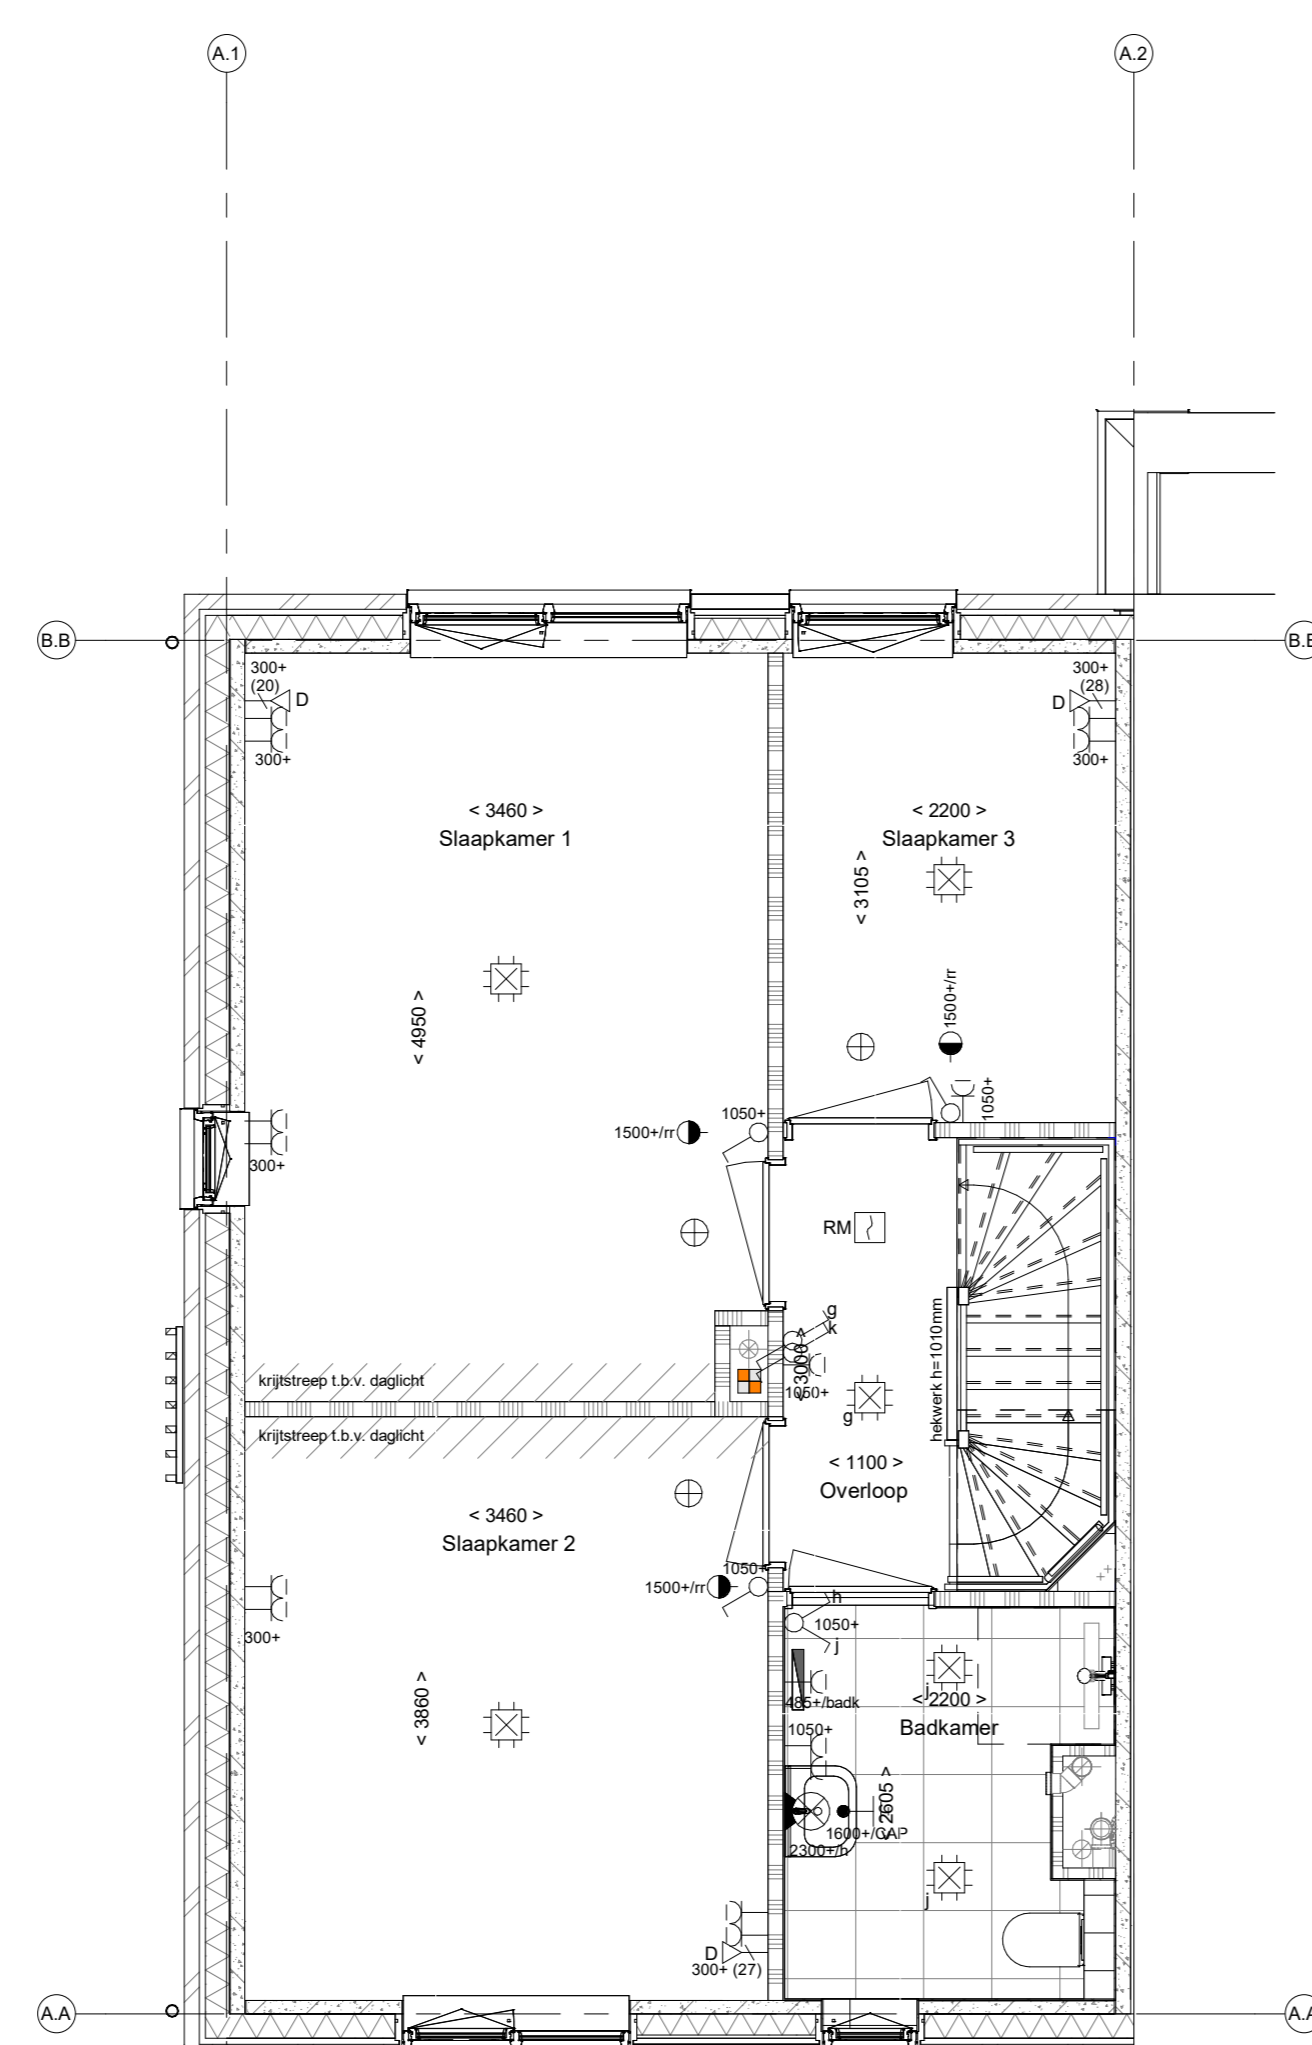 A.1
A.2
B.B
B.B
300+
(20)
D
300+
300+
(28)
D
300+
< 3460 >
Slaapkamer 1
< 2200 >
Slaapkamer 3
< 3105 >
< 4950 >
1500+/rr
1050+
1050+
1500+/rr
300+
RM
g
k
< 3000 >
1050+
hekwerk h=1010mm
krijtstreep t.b.v. daglicht
g
krijtstreep t.b.v. daglicht
< 1100 >
Overloop
< 3460 >
Slaapkamer 2
1050+
1500+/rr
h
1050+
j
300+
j
485+/badk
< 2200 >
Badkamer
< 3860 >
1050+
< 2605 >
1600+/CAP
2300+/h
j
D
300+ (27)
A.A
A.A